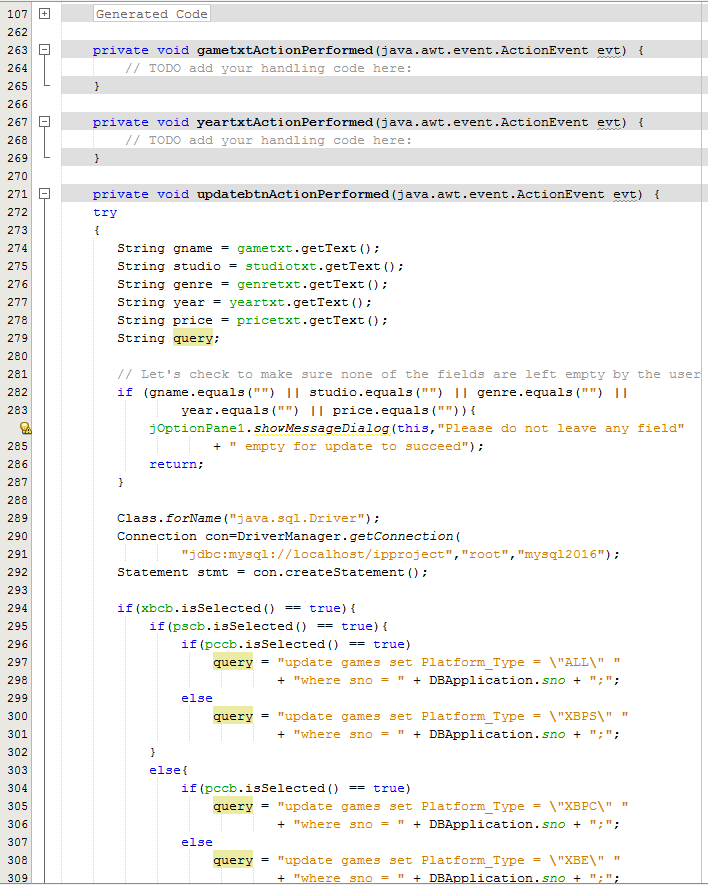 107 Generated Code
262
263 private void gametxtActionPerformed(java.awt.event.ActionEvent evt) {
264 // TODO add your handling code here:
265 }
266
267 private void yeartxtActionPerformed(java.awt.event.ActionEvent evt) {
268 // TODO add your handling code here:
269 }
270
271 private void updatebtnActionPerformed(java.awt.event.ActionEvent evt) {
272 try
273 {
274 String gname = gametxt.getText();
275 String studio = studiotxt.getText();
276 String genre = genretxt.getText();
277 String year = yeartxt.getText();
278 String price = pricetxt.getText();
279 String query;
280
281 // Let's check to make sure none of the fields are left empty by the user
282 if (gname.equals("") || studio.equals("") || genre.equals("") ||
283 year.equals("") || price.equals("")){
jOptionPane1.showMessageDialog(this,"Please do not leave any field"
285 + " empty for update to succeed");
286 return;
287 }
288
289 Class.forName("java.sql.Driver");
290 Connection con=DriverManager.getConnection(
291 "jdbc:mysql://localhost/ipproject","root","mysql2016");
292 Statement stmt = con.createStatement();
293
294 if(xbcb.isSelected() == true){
295 if(pscb.isSelected() == true){
296 if(pccb.isSelected() == true)
297 query = "update games set Platform_Type = \"ALL\" "
298 + "where sno = " + DBApplication.sno + ";";
299 else
300 query = "update games set Platform_Type = \"XBPS\" "
301 + "where sno = " + DBApplication.sno + ";";
302 }
303 else{
304 if(pccb.isSelected() == true)
305 query = "update games set Platform_Type = \"XBPC\" "
306 + "where sno = " + DBApplication.sno + ";";
307 else
308 query = "update games set Platform_Type = \"XBE\" "
309 + "where sno = " + DBApplication.sno + ";";